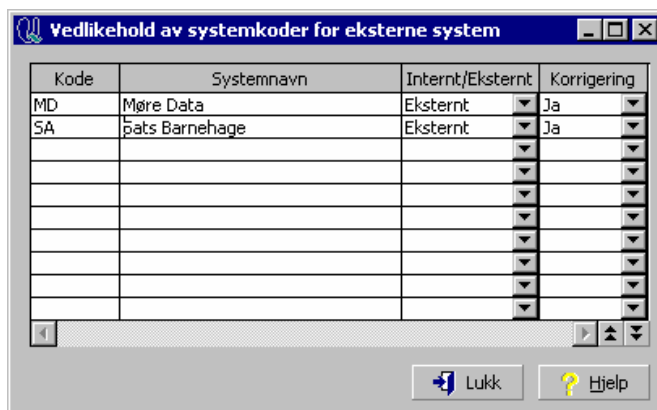 Vedlikehold av systemkoder for eksterne system
Kode Systemnavn Internt/Eksternt Korrigering
MD Møre Data Eksternt Ja
SA Sats Barnehage Eksternt Ja
Lukk Hjelp